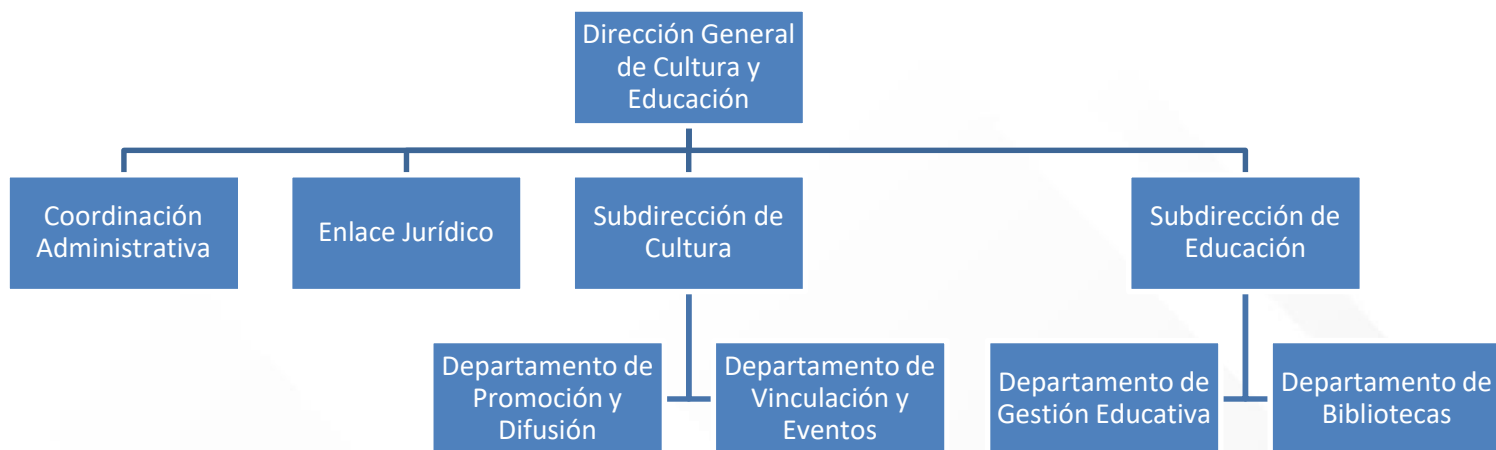 Dirección General
de Cultura y
Educación
Coordinación
Administrativa
Enlace Jurídico
Subdirección de
Cultura
Subdirección de
Educación
Departamento de
Promoción y
Difusión
Departamento de
Vinculación y
Eventos
Departamento de
Gestión Educativa
Departamento de
Bibliotecas